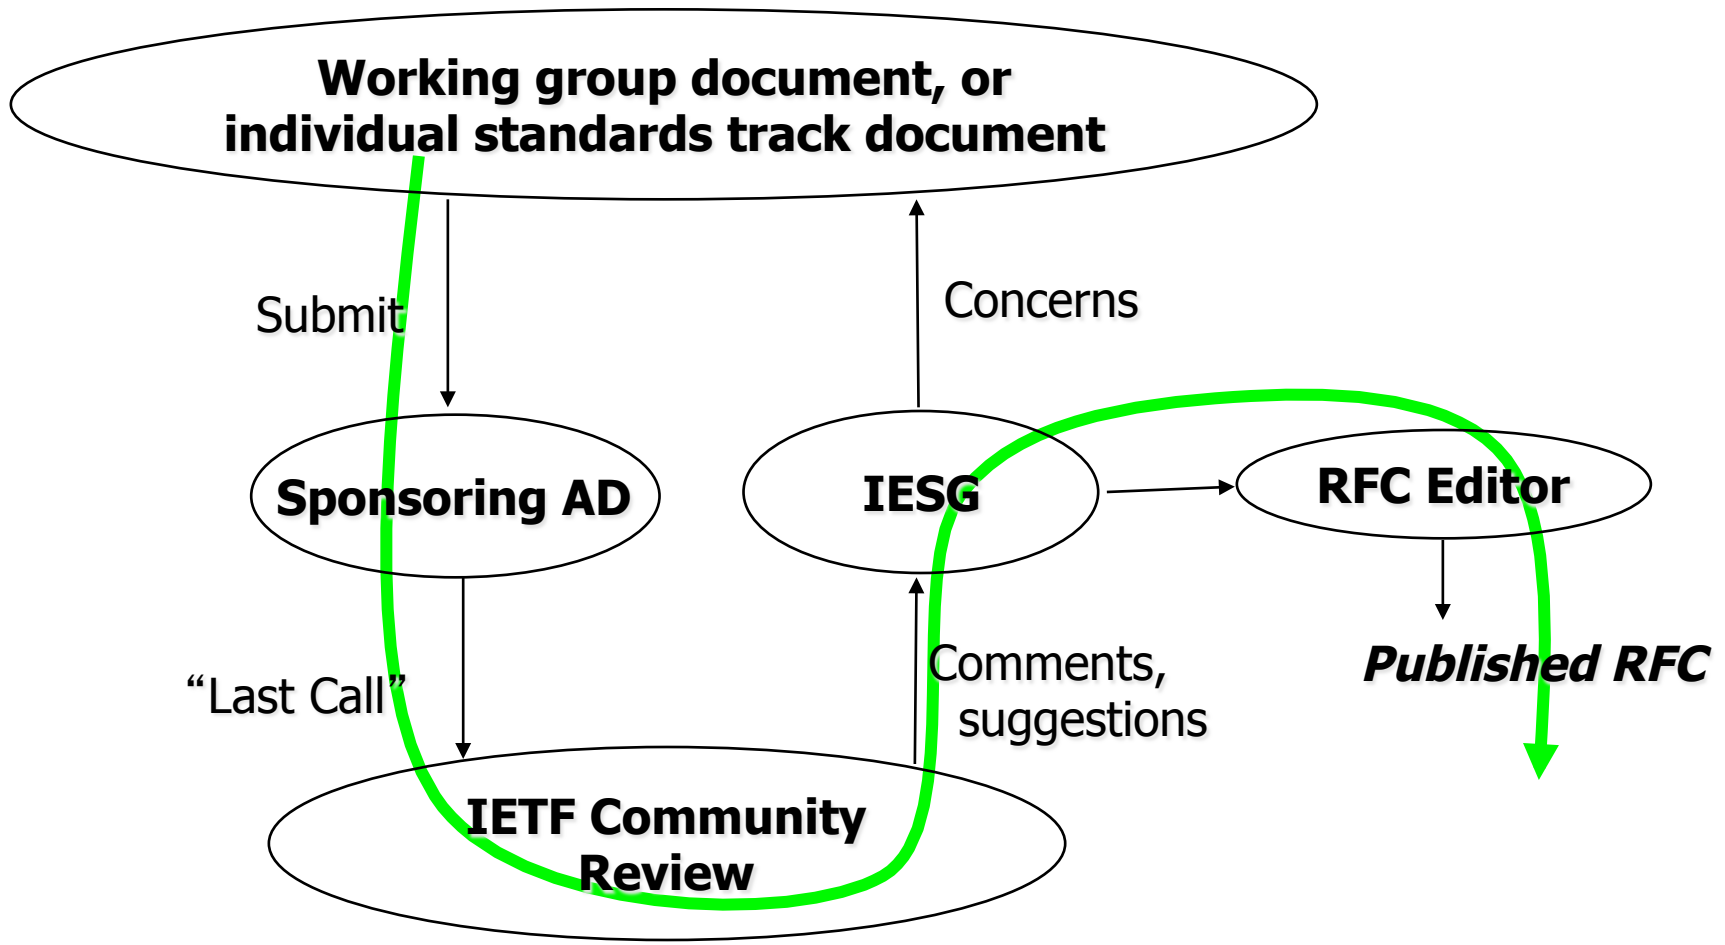 Working group document, or
individual standards track document
Submit
Concerns
Sponsoring AD
IESG
RFC Editor
“Last Call”
Comments,
suggestions
Published RFC
IETF Community
Review